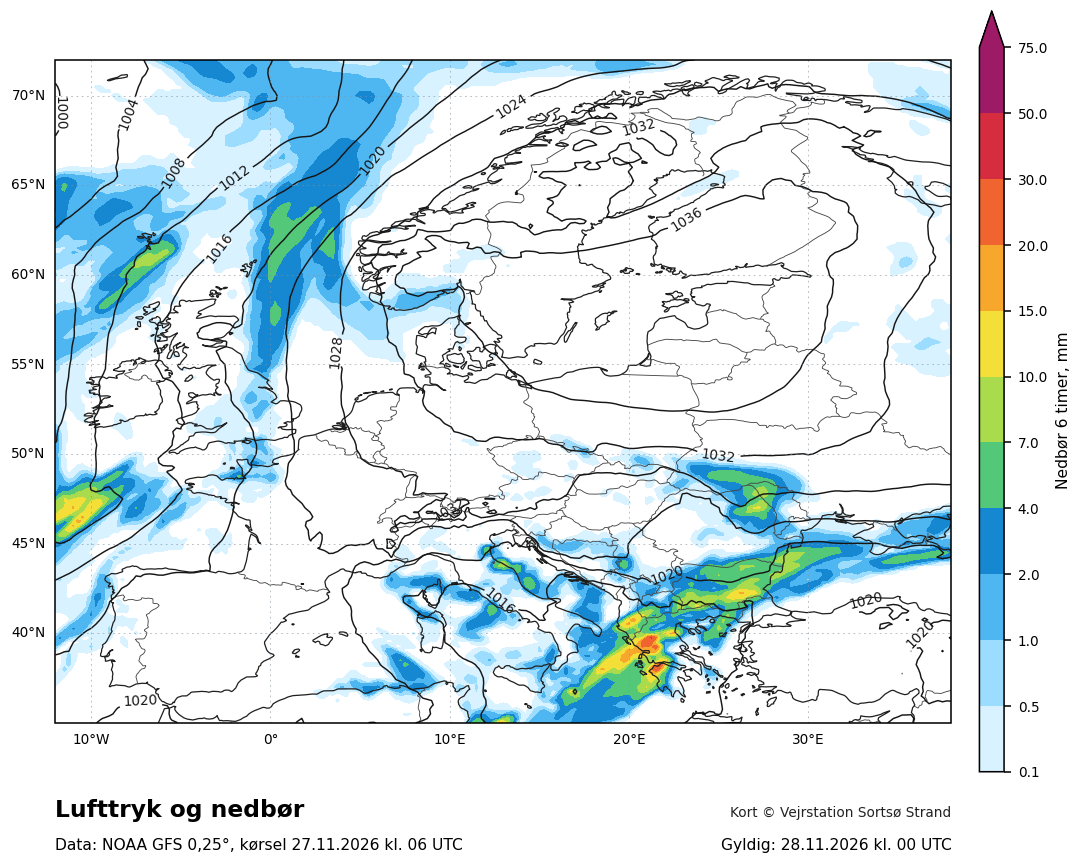 75.0
50.0
30.0
20.0
15.0
10.0
7.0
4.0
2.0
1.0
0.5
0.1
Nedbør 6 timer, mm
70°N
65°N
60°N
55°N
50°N
45°N
40°N
10°W
0°
10°E
20°E
30°E
1000
1004
1008
1012
1016
1020
1024
1028
1032
1036
1032
1020
1016
1020
1020
1020
Lufttryk og nedbør
Kort © Vejrstation Sortsø Strand
Data: NOAA GFS 0,25°, kørsel 27.11.2026 kl. 06 UTC
Gyldig: 28.11.2026 kl. 00 UTC